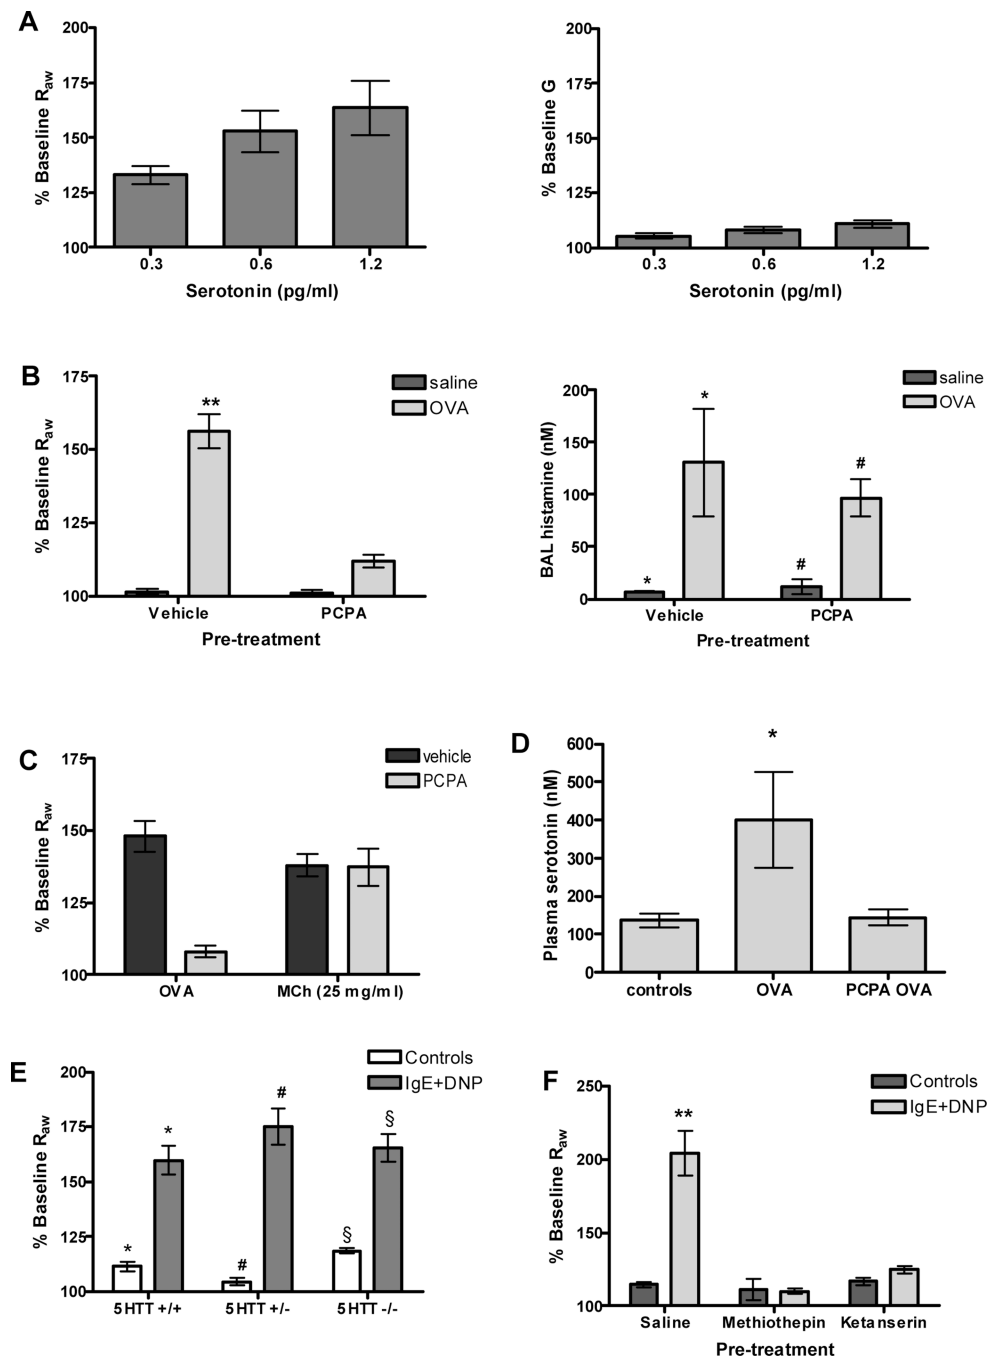 A
200
175
150
125
100
% Baseline Raw
0.3 0.6 1.2
Serotonin (pg/ml)
200
175
150
125
100
% Baseline G
0.3 0.6 1.2
Serotonin (pg/ml)
B
175
150
125
100
% Baseline Raw
saline
OVA
**
Vehicle PCPA
Pre-treatment
200
150
100
50
0
BAL histamine (nM)
saline
OVA
*
*
#
#
Vehicle PCPA
Pre-treatment
C
175
150
125
100
% Baseline Raw
vehicle
PCPA
OVA MCh (25 mg/ml)
D
600
500
400
300
200
100
0
Plasma serotonin (nM)
*
controls OVA PCPA OVA
E
200
175
150
125
100
% Baseline Raw
Controls
IgE+DNP
*
*
#
#
§
§
5HTT +/+ 5HTT +/- 5HTT -/-
F
250
200
150
100
% Baseline Raw
Controls
IgE+DNP
**
Saline Methiothepin Ketanserin
Pre-treatment